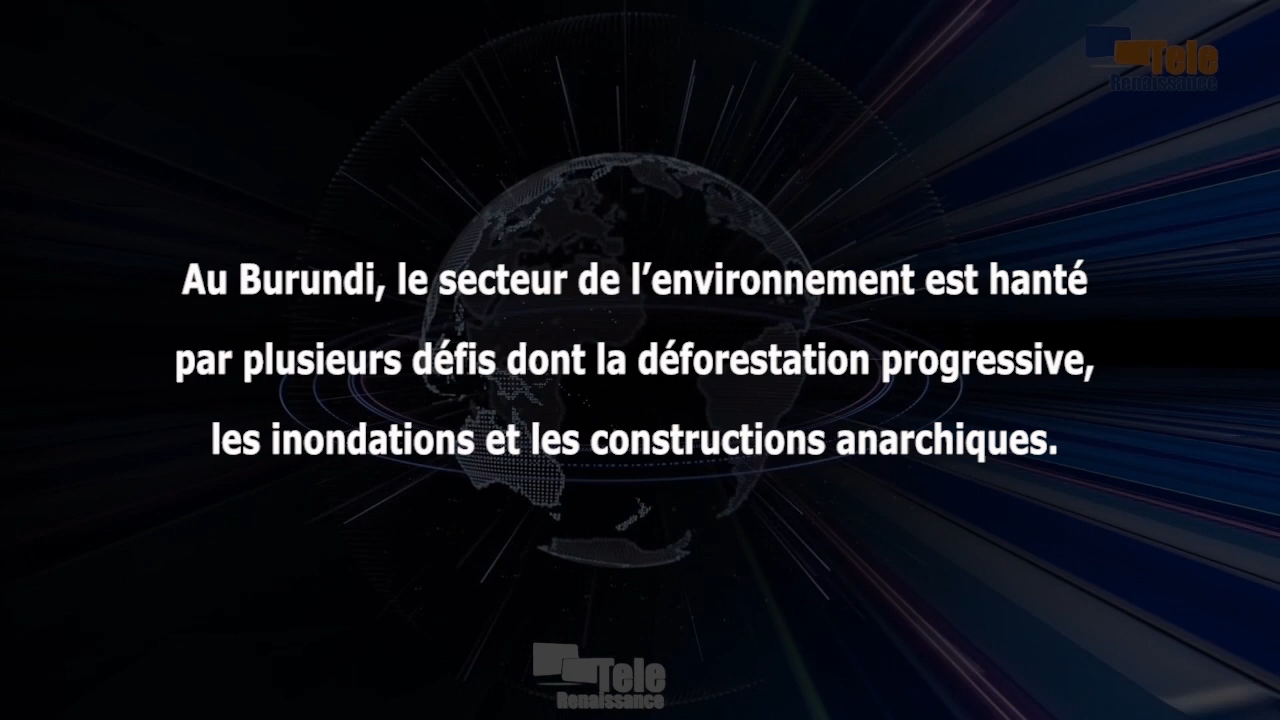 Tele
Renaissance
Au Burundi, le secteur de l’environnement est hanté
par plusieurs défis dont la déforestation progressive,
les inondations et les constructions anarchiques.
Tele
Renaissance